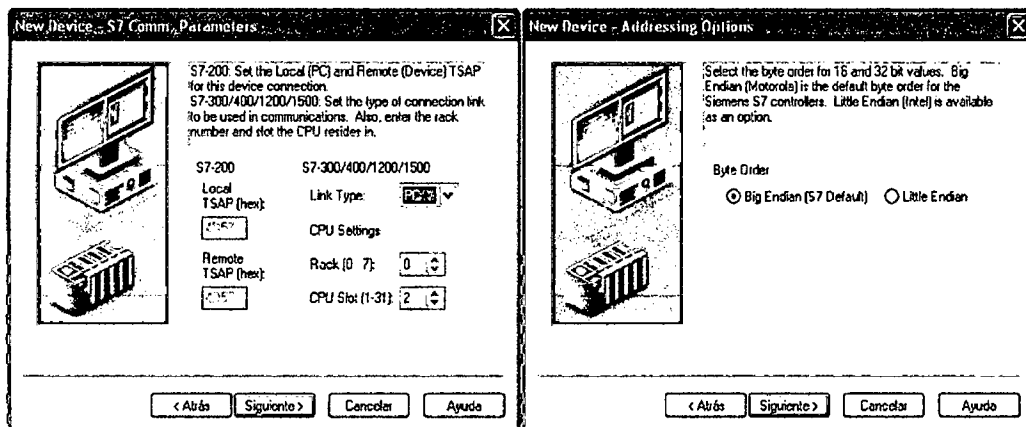 New Device - S7 Comm. Parameters
S7-200: Set the Local (PC) and Remote (Device) TSAP
for this device connection.
S7-300/400/1200/1500: Set the type of connection link
to be used in communications. Also, enter the rack
number and slot the CPU resides in.
S7-200 S7-300/400/1200/1500
Local
TSAP (hex):
Link Type:
CPU Settings
Remote
TSAP (hex):
Rack (0 7): 0
CPU Slot (1-31): 2
< Atrás Siguiente > Cancelar Ayuda
New Device - Addressing Options
Select the byte order for 16 and 32 bit values. Big
Endian (Motorola) is the default byte order for the
Siemens S7 controllers. Little Endian (Intel) is available
as an option.
Byte Order
Big Endian (S7 Default) Little Endian
< Atrás Siguiente > Cancelar Ayuda